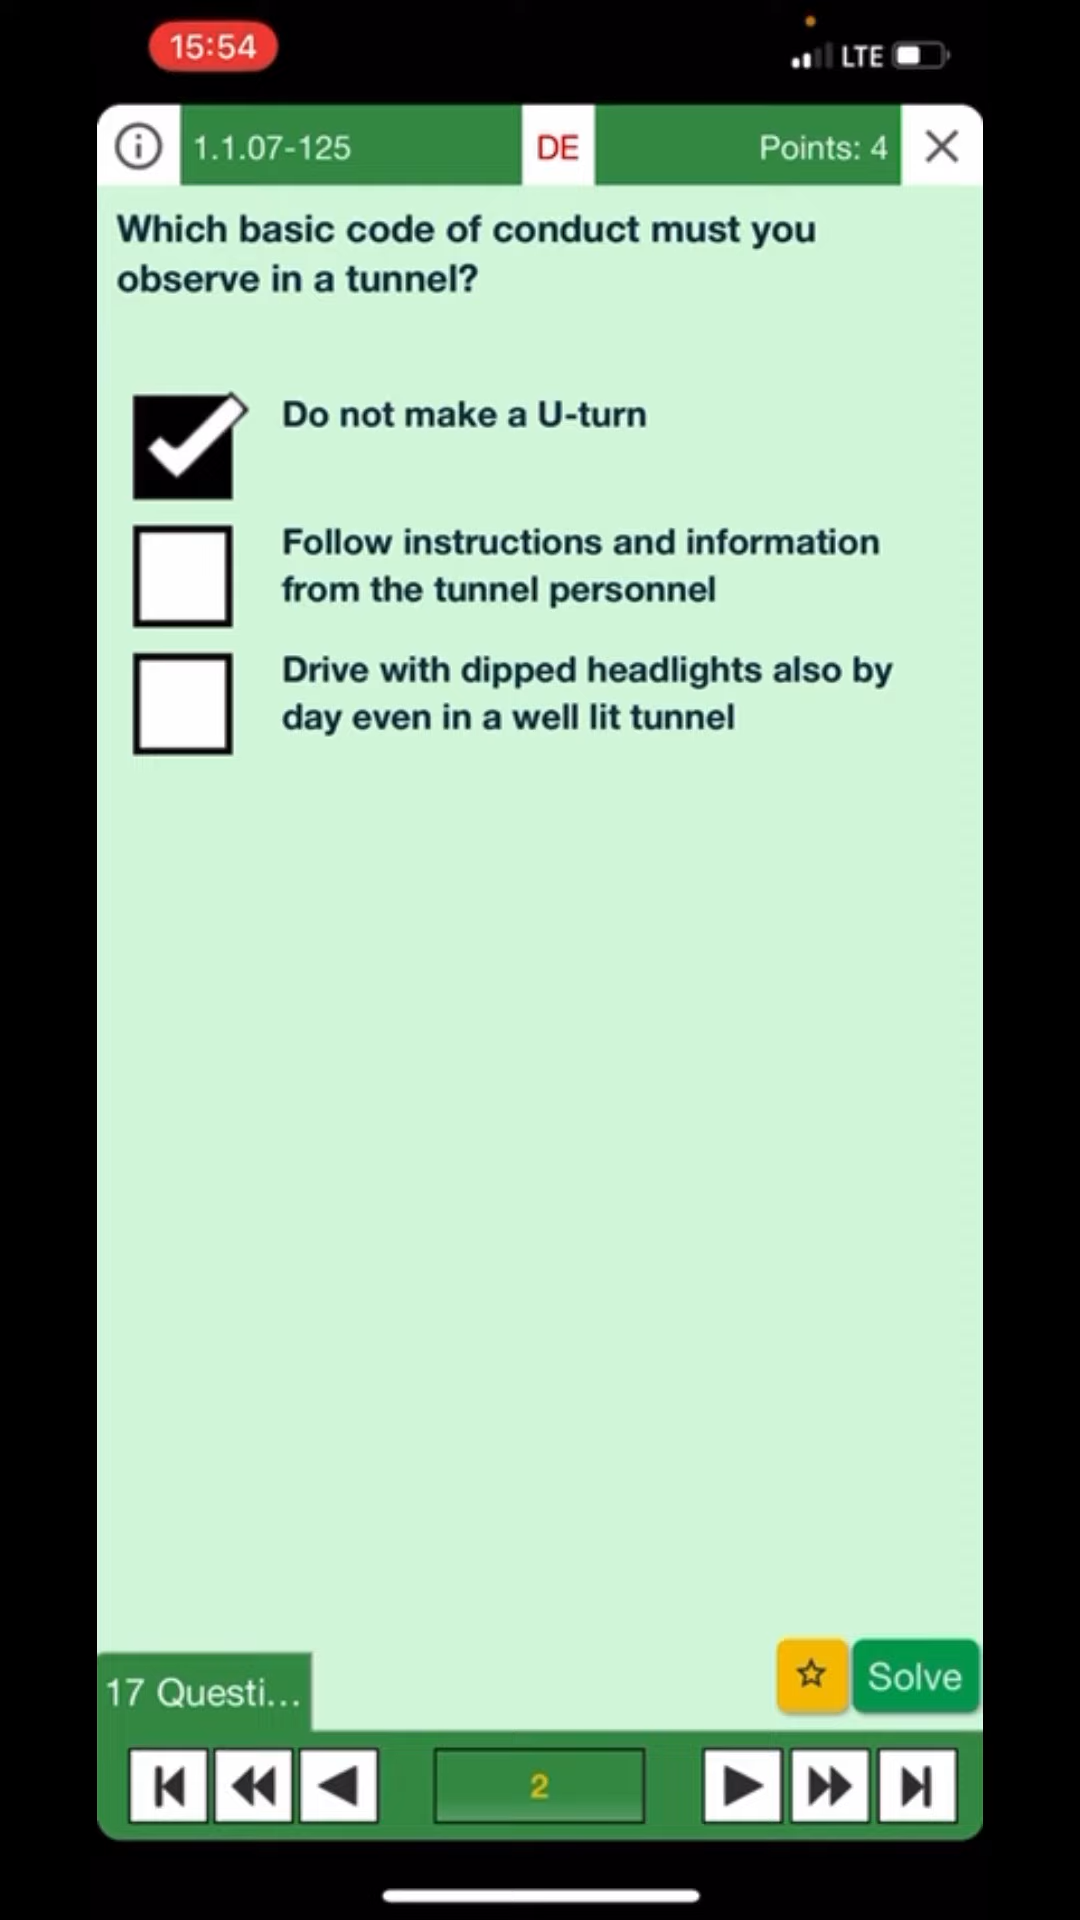 15:54
LTE
1.1.07-125
DE
Points: 4
Which basic code of conduct must you
observe in a tunnel?
Do not make a U-turn
Follow instructions and information
from the tunnel personnel
Drive with dipped headlights also by
day even in a well lit tunnel
17 Questi...
Solve
2